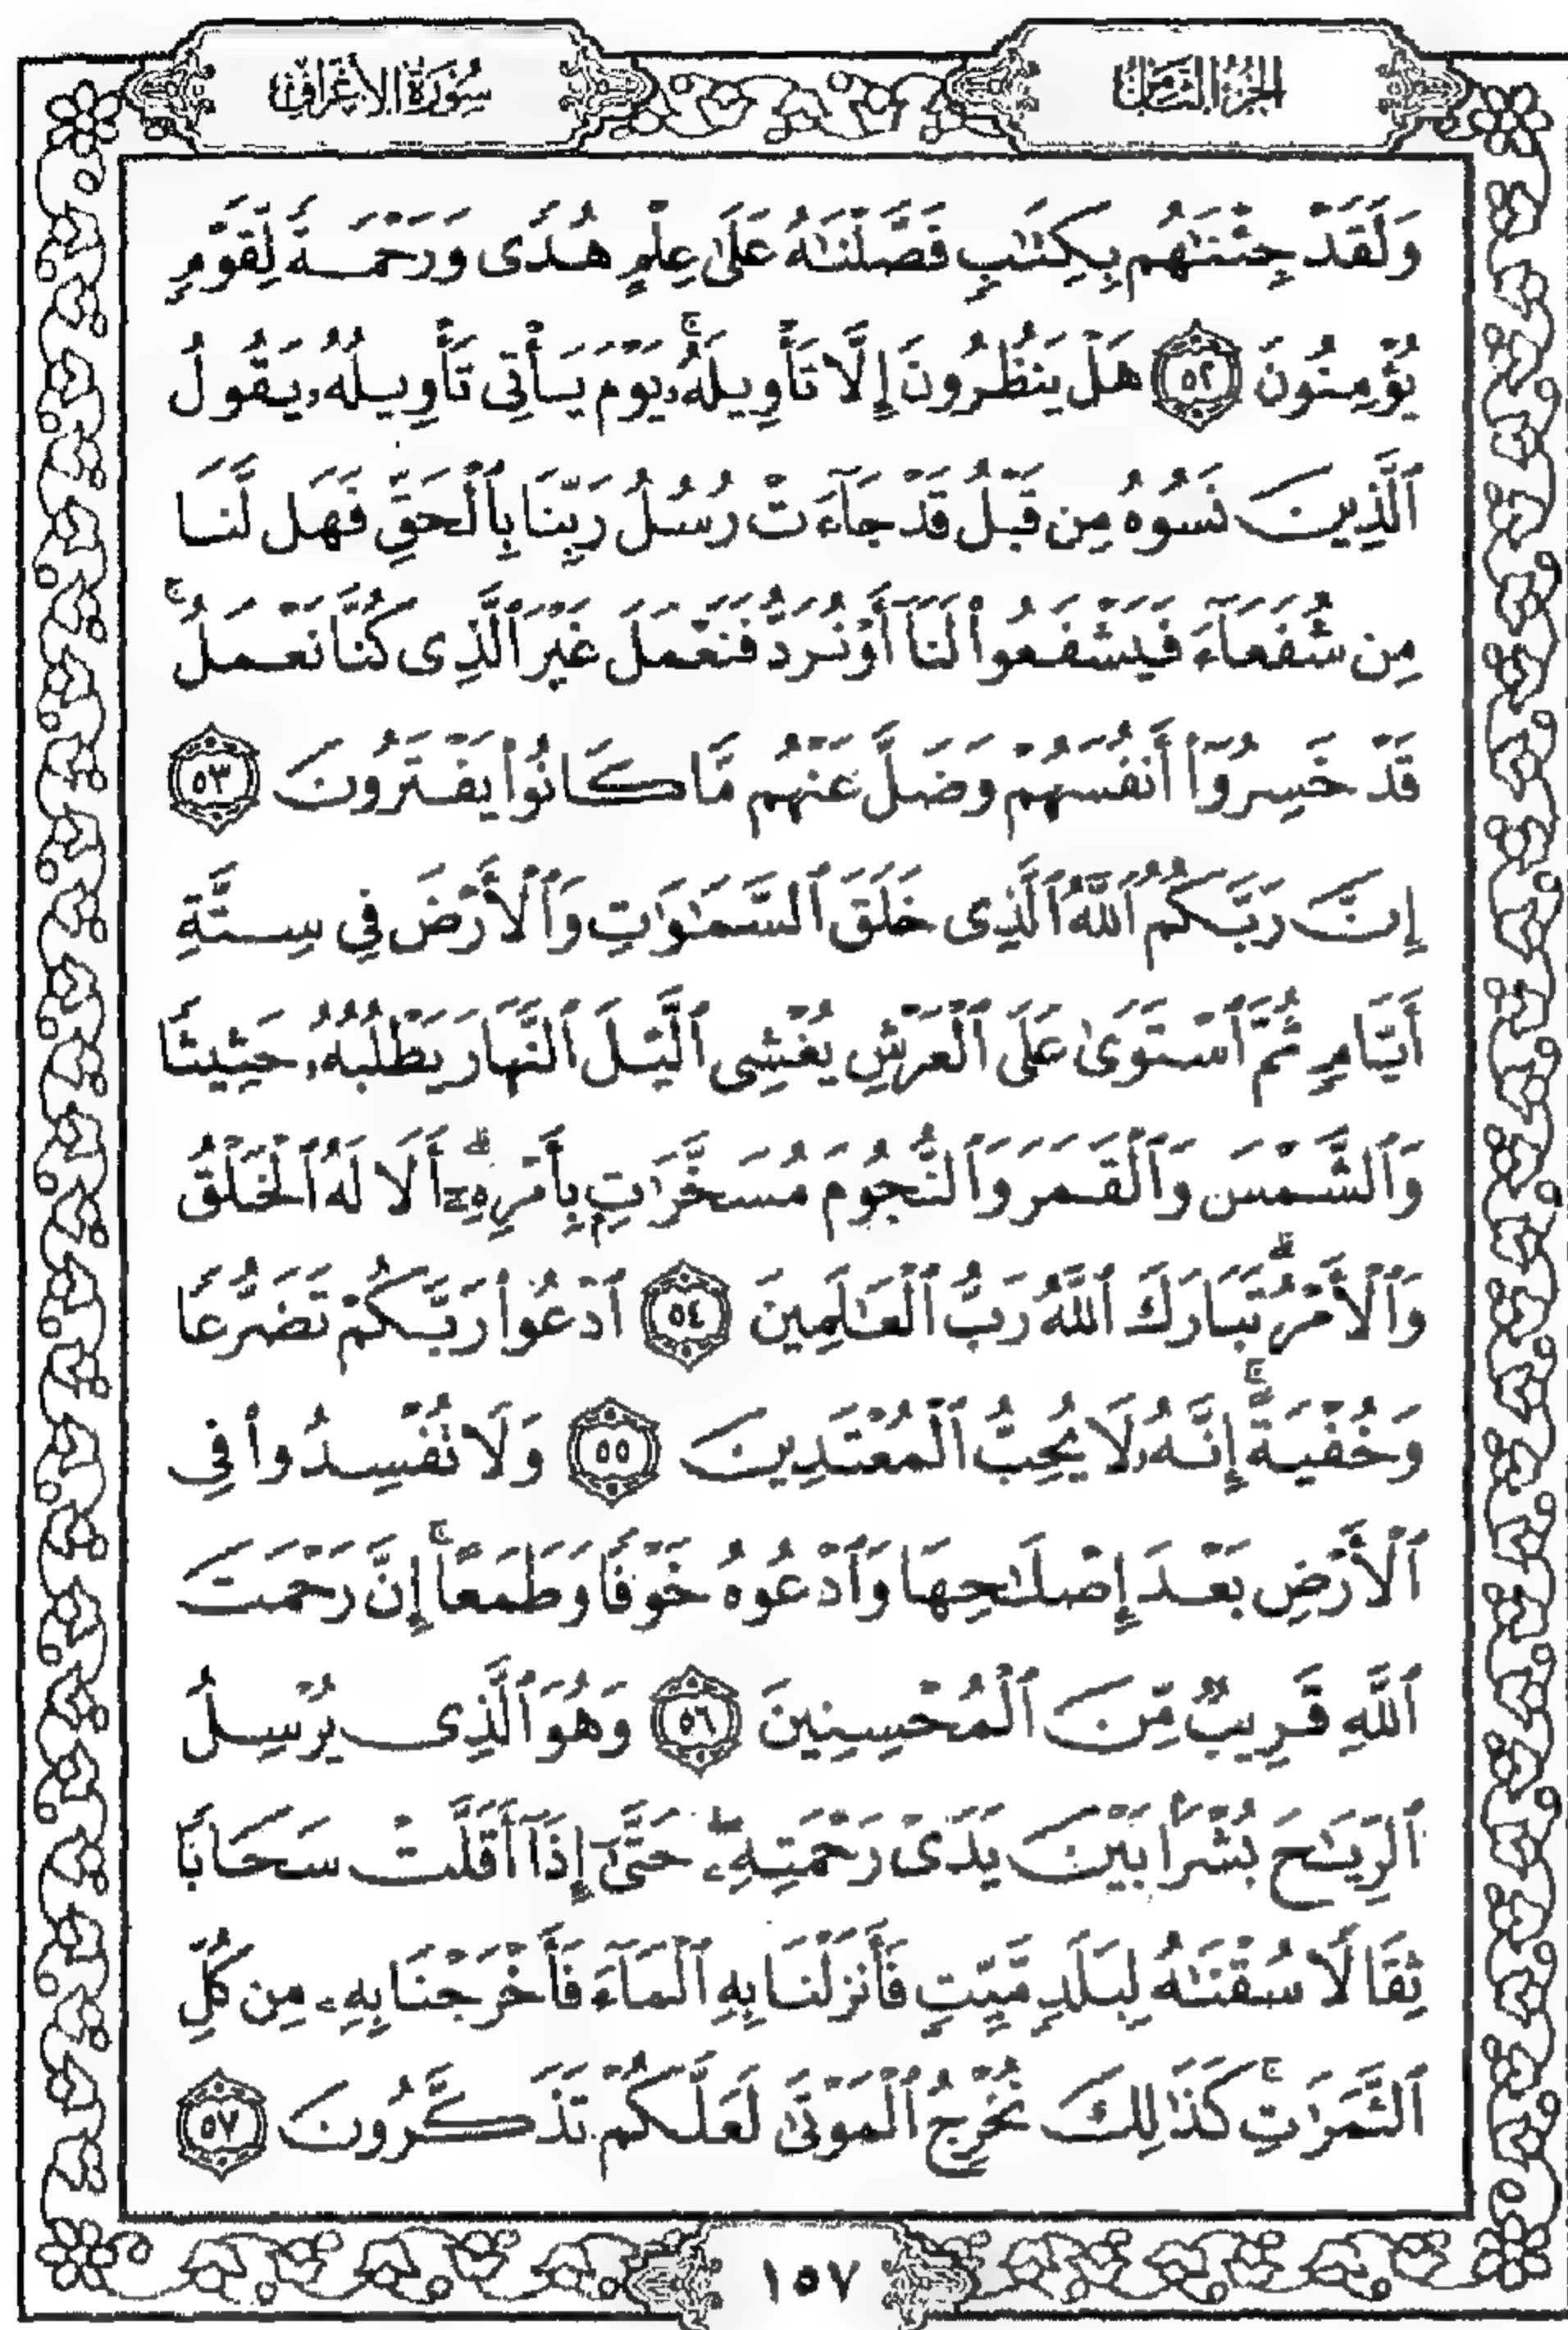 الجزء الثامن
سورة الأعراف
وَلَقَدْ جِئْنَٰهُم بِكِتَٰبٍ فَصَّلْنَٰهُ عَلَىٰ عِلْمٍ هُدًى وَرَحْمَةً لِّقَوْمٍ
يُؤْمِنُونَ ٥٢ هَلْ يَنظُرُونَ إِلَّا تَأْوِيلَهُۥۚ يَوْمَ يَأْتِى تَأْوِيلُهُۥ يَقُولُ
ٱلَّذِينَ نَسُوهُ مِن قَبْلُ قَدْ جَآءَتْ رُسُلُ رَبِّنَا بِٱلْحَقِّ فَهَل لَّنَا
مِن شُفَعَآءَ فَيَشْفَعُوا۟ لَنَآ أَوْ نُرَدُّ فَنَعْمَلَ غَيْرَ ٱلَّذِى كُنَّا نَعْمَلُۚ
قَدْ خَسِرُوٓا۟ أَنفُسَهُمْ وَضَلَّ عَنْهُم مَّا كَانُوا۟ يَفْتَرُونَ ٥٣
إِنَّ رَبَّكُمُ ٱللَّهُ ٱلَّذِى خَلَقَ ٱلسَّمَٰوَٰتِ وَٱلْأَرْضَ فِى سِتَّةِ
أَيَّامٍ ثُمَّ ٱسْتَوَىٰ عَلَى ٱلْعَرْشِ يُغْشِى ٱلَّيْلَ ٱلنَّهَارَ يَطْلُبُهُۥ حَثِيثًا
وَٱلشَّمْسَ وَٱلْقَمَرَ وَٱلنُّجُومَ مُسَخَّرَٰتٍۭ بِأَمْرِهِۦٓۗ أَلَا لَهُ ٱلْخَلْقُ
وَٱلْأَمْرُۗ تَبَارَكَ ٱللَّهُ رَبُّ ٱلْعَٰلَمِينَ ٥٤ ٱدْعُوا۟ رَبَّكُمْ تَضَرُّعًا
وَخُفْيَةًۚ إِنَّهُۥ لَا يُحِبُّ ٱلْمُعْتَدِينَ ٥٥ وَلَا تُفْسِدُوا۟ فِى
ٱلْأَرْضِ بَعْدَ إِصْلَٰحِهَا وَٱدْعُوهُ خَوْفًا وَطَمَعًاۚ إِنَّ رَحْمَتَ
ٱللَّهِ قَرِيبٌ مِّنَ ٱلْمُحْسِنِينَ ٥٦ وَهُوَ ٱلَّذِى يُرْسِلُ
ٱلرِّيَٰحَ بُشْرًۢا بَيْنَ يَدَىْ رَحْمَتِهِۦۖ حَتَّىٰٓ إِذَآ أَقَلَّتْ سَحَابًا
ثِقَالًا سُقْنَٰهُ لِبَلَدٍ مَّيِّتٍ فَأَنزَلْنَا بِهِ ٱلْمَآءَ فَأَخْرَجْنَا بِهِۦ مِن كُلِّ
ٱلثَّمَرَٰتِۚ كَذَٰلِكَ نُخْرِجُ ٱلْمَوْتَىٰ لَعَلَّكُمْ تَذَكَّرُونَ ٥٧
١٥٧